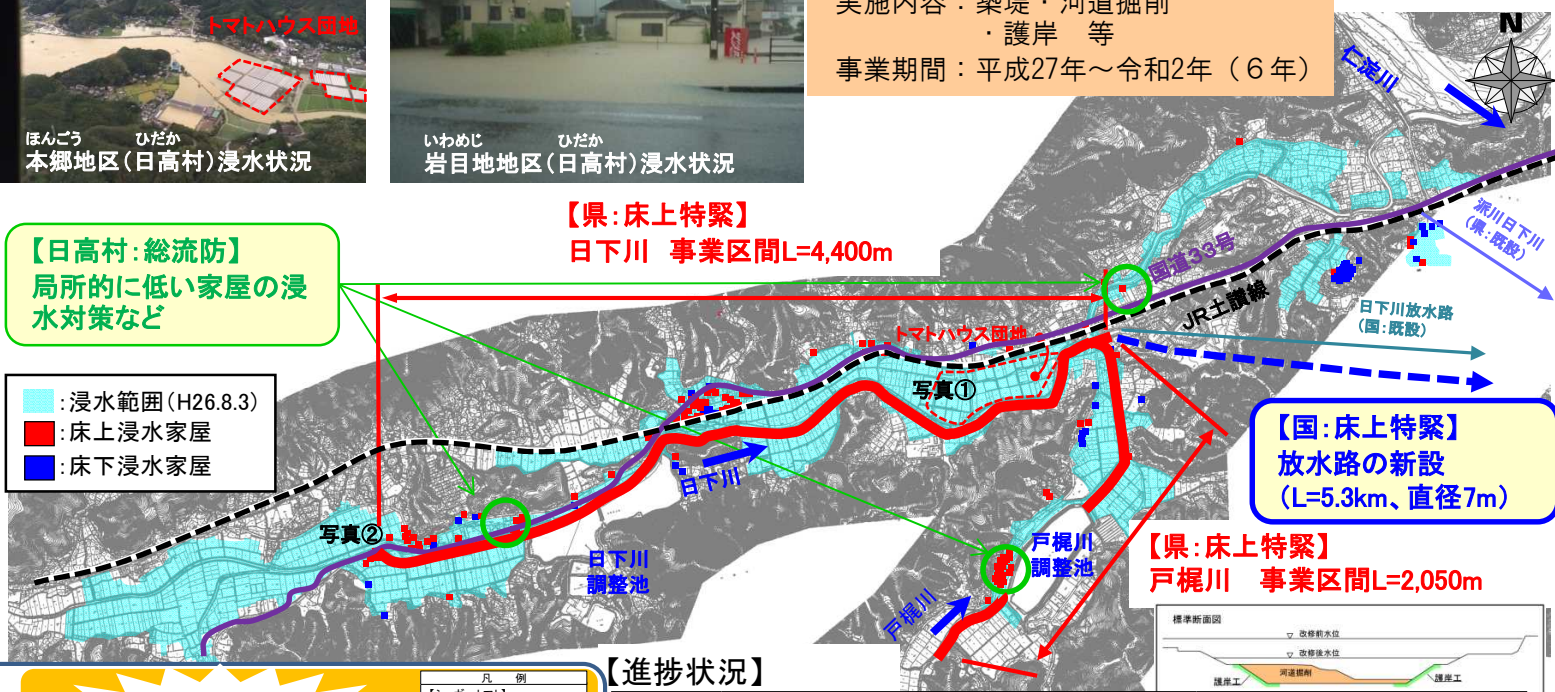 トマトハウス団地
ほんごう ひだか
本郷地区(日高村)浸水状況
いわめじ ひだか
岩目地地区(日高村)浸水状況
実施内容：築堤・河道掘削
・護岸 等
事業期間：平成27年～令和2年（６年）
N
仁淀川
【県:床上特緊】
日下川 事業区間L=4,400m
【日高村:総流防】
局所的に低い家屋の浸
水対策など
国道33号
JR土讃線
派川日下川
(県:既設)
日下川放水路
(国:既設)
トマトハウス団地
写真①
:浸水範囲(H26.8.3)
:床上浸水家屋
:床下浸水家屋
【国:床上特緊】
放水路の新設
(L=5.3km、直径7m)
日下川
写真②
日下川
調整池
戸梶川
調整池
戸梶川
【県:床上特緊】
戸梶川 事業区間L=2,050m
標準断面図
▽ 改修前水位
▽ 改修後水位
河道掘削
護岸工
護岸工
【進捗状況】
凡 例